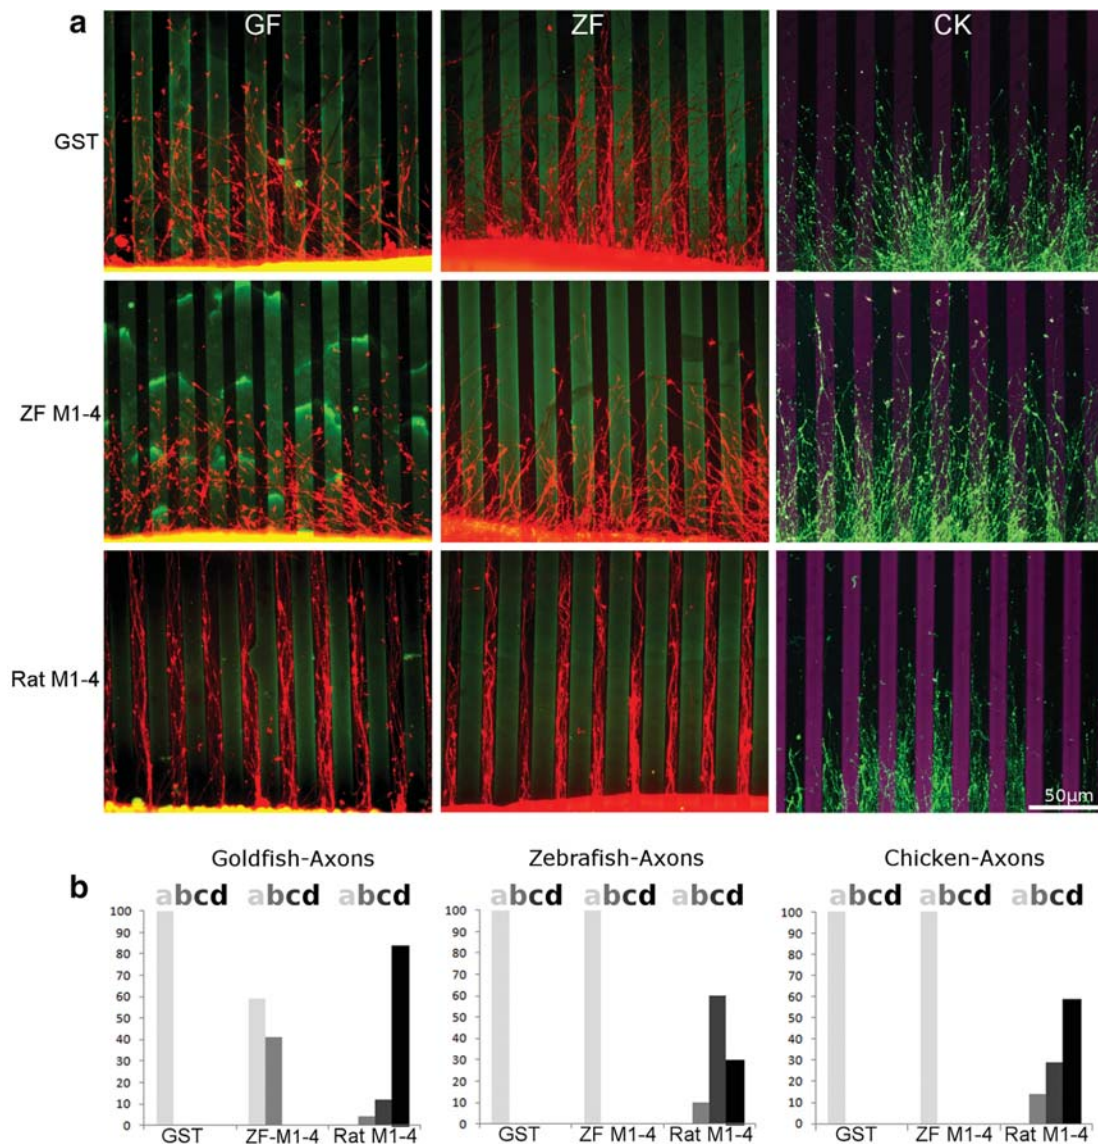 a GF ZF CK
GST
ZF M1-4
Rat M1-4
50µm
b Goldfish-Axons Zebrafish-Axons Chicken-Axons
abcd abcd abcd abcd abcd abcd abcd
100 100 100
90 90 90
80 80 80
70 70 70
60 60 60
50 50 50
40 40 40
30 30 30
20 20 20
10 10 10
0 0 0
GST ZF-M1-4 Rat M1-4 GST ZF M1-4 Rat M1-4 GST ZF M1-4 Rat M1-4